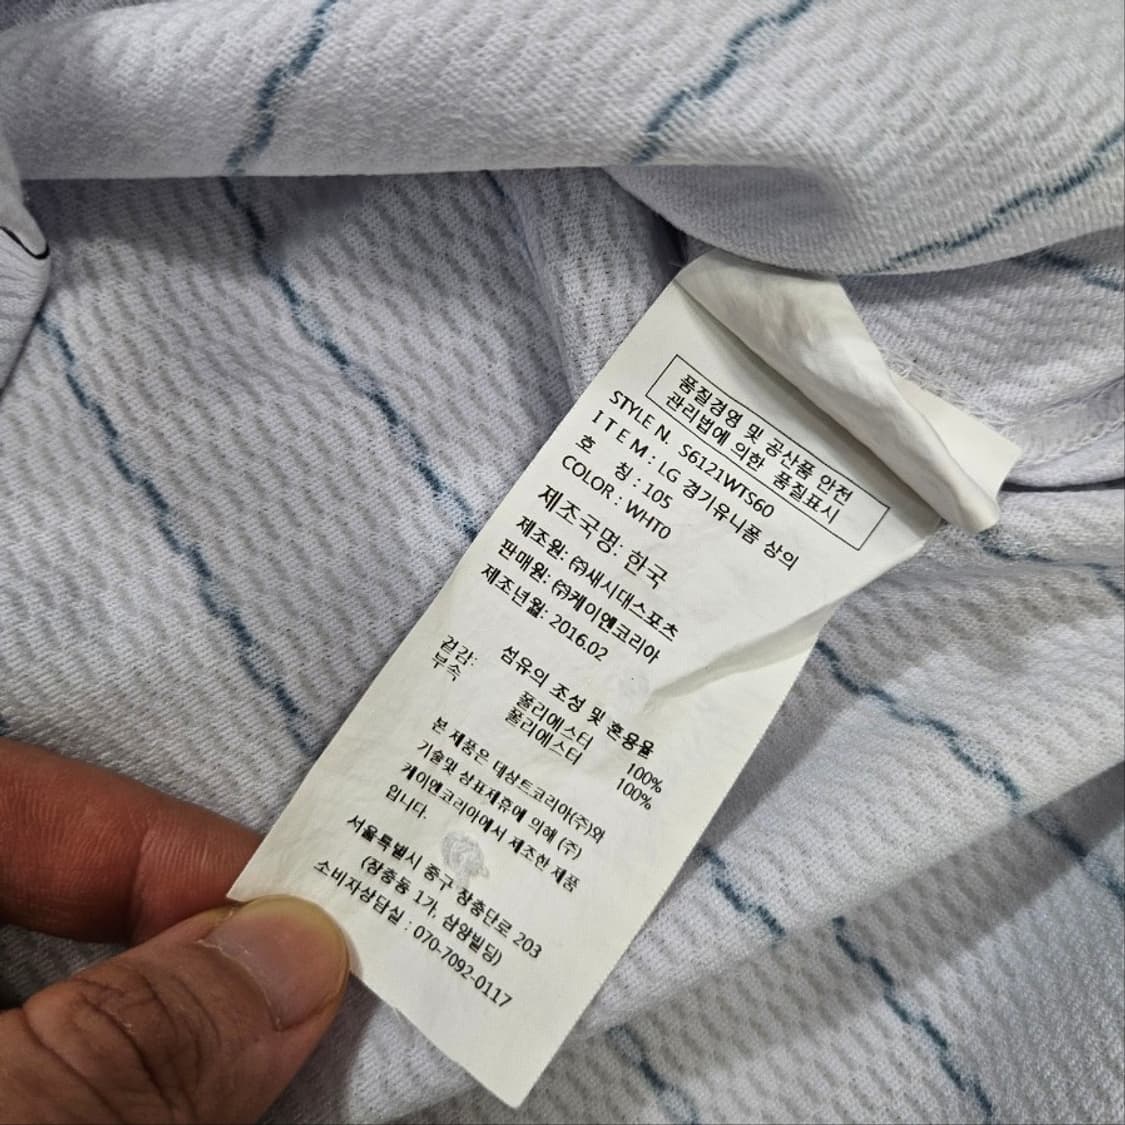 품질경영 및 공산품 안전
관리법에 의한 품질표시
STYLE N. S6121WTS60
ITEM : LG 경기유니폼 상의
호 칭 : 105
COLOR : WHT0
제조국명: 한국
제조원: ㈜새시대스포츠
판매원: ㈜케이엔코리아
제조년월: 2016.02
섬유의 조성 및 혼용율
겉감: 폴리에스터 100%
부속 폴리에스터 100%
본 제품은 데상트코리아(주)와
기술및 상표제휴에 의해 (주)
케이엔코리아에서 제조한 제품
입니다.
서울특별시 중구 장충단로 203
(장충동 1가, 삼양빌딩)
소비자상담실 : 070-7092-0117